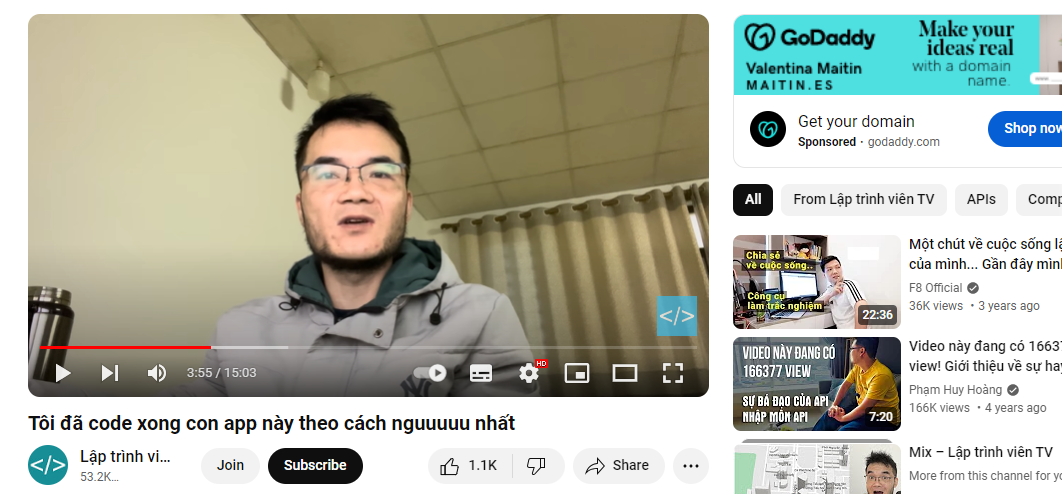 GoDaddy
Valentina Maitin
MAITIN.ES
Make your
ideas real
with a domain
name.
Get your domain
Sponsored · godaddy.com
Shop now
All
From Lập trình viên TV
APIs
Comp
</>
HD
3:55 / 15:03
Tôi đã code xong con app này theo cách nguuuuu nhất
</>
Lập trình vi...
53.2K...
Join
Subscribe
1.1K
Share
Chia sẻ
về cuộc sống..
Công cụ
làm trắc nghiệm
22:36
Một chút về cuộc sống
của mình... Gần đây mìn
F8 Official
36K views • 3 years ago
VIDEO NÀY ĐANG CÓ
166377 VIEW
SỰ BÁ ĐẠO CỦA API
NHẬP MÔN API
7:20
Video này đang có 16637
view! Giới thiệu về sự
Phạm Huy Hoàng
166K views • 4 years ago
Mix – Lập trình viên TV
More from this channel for